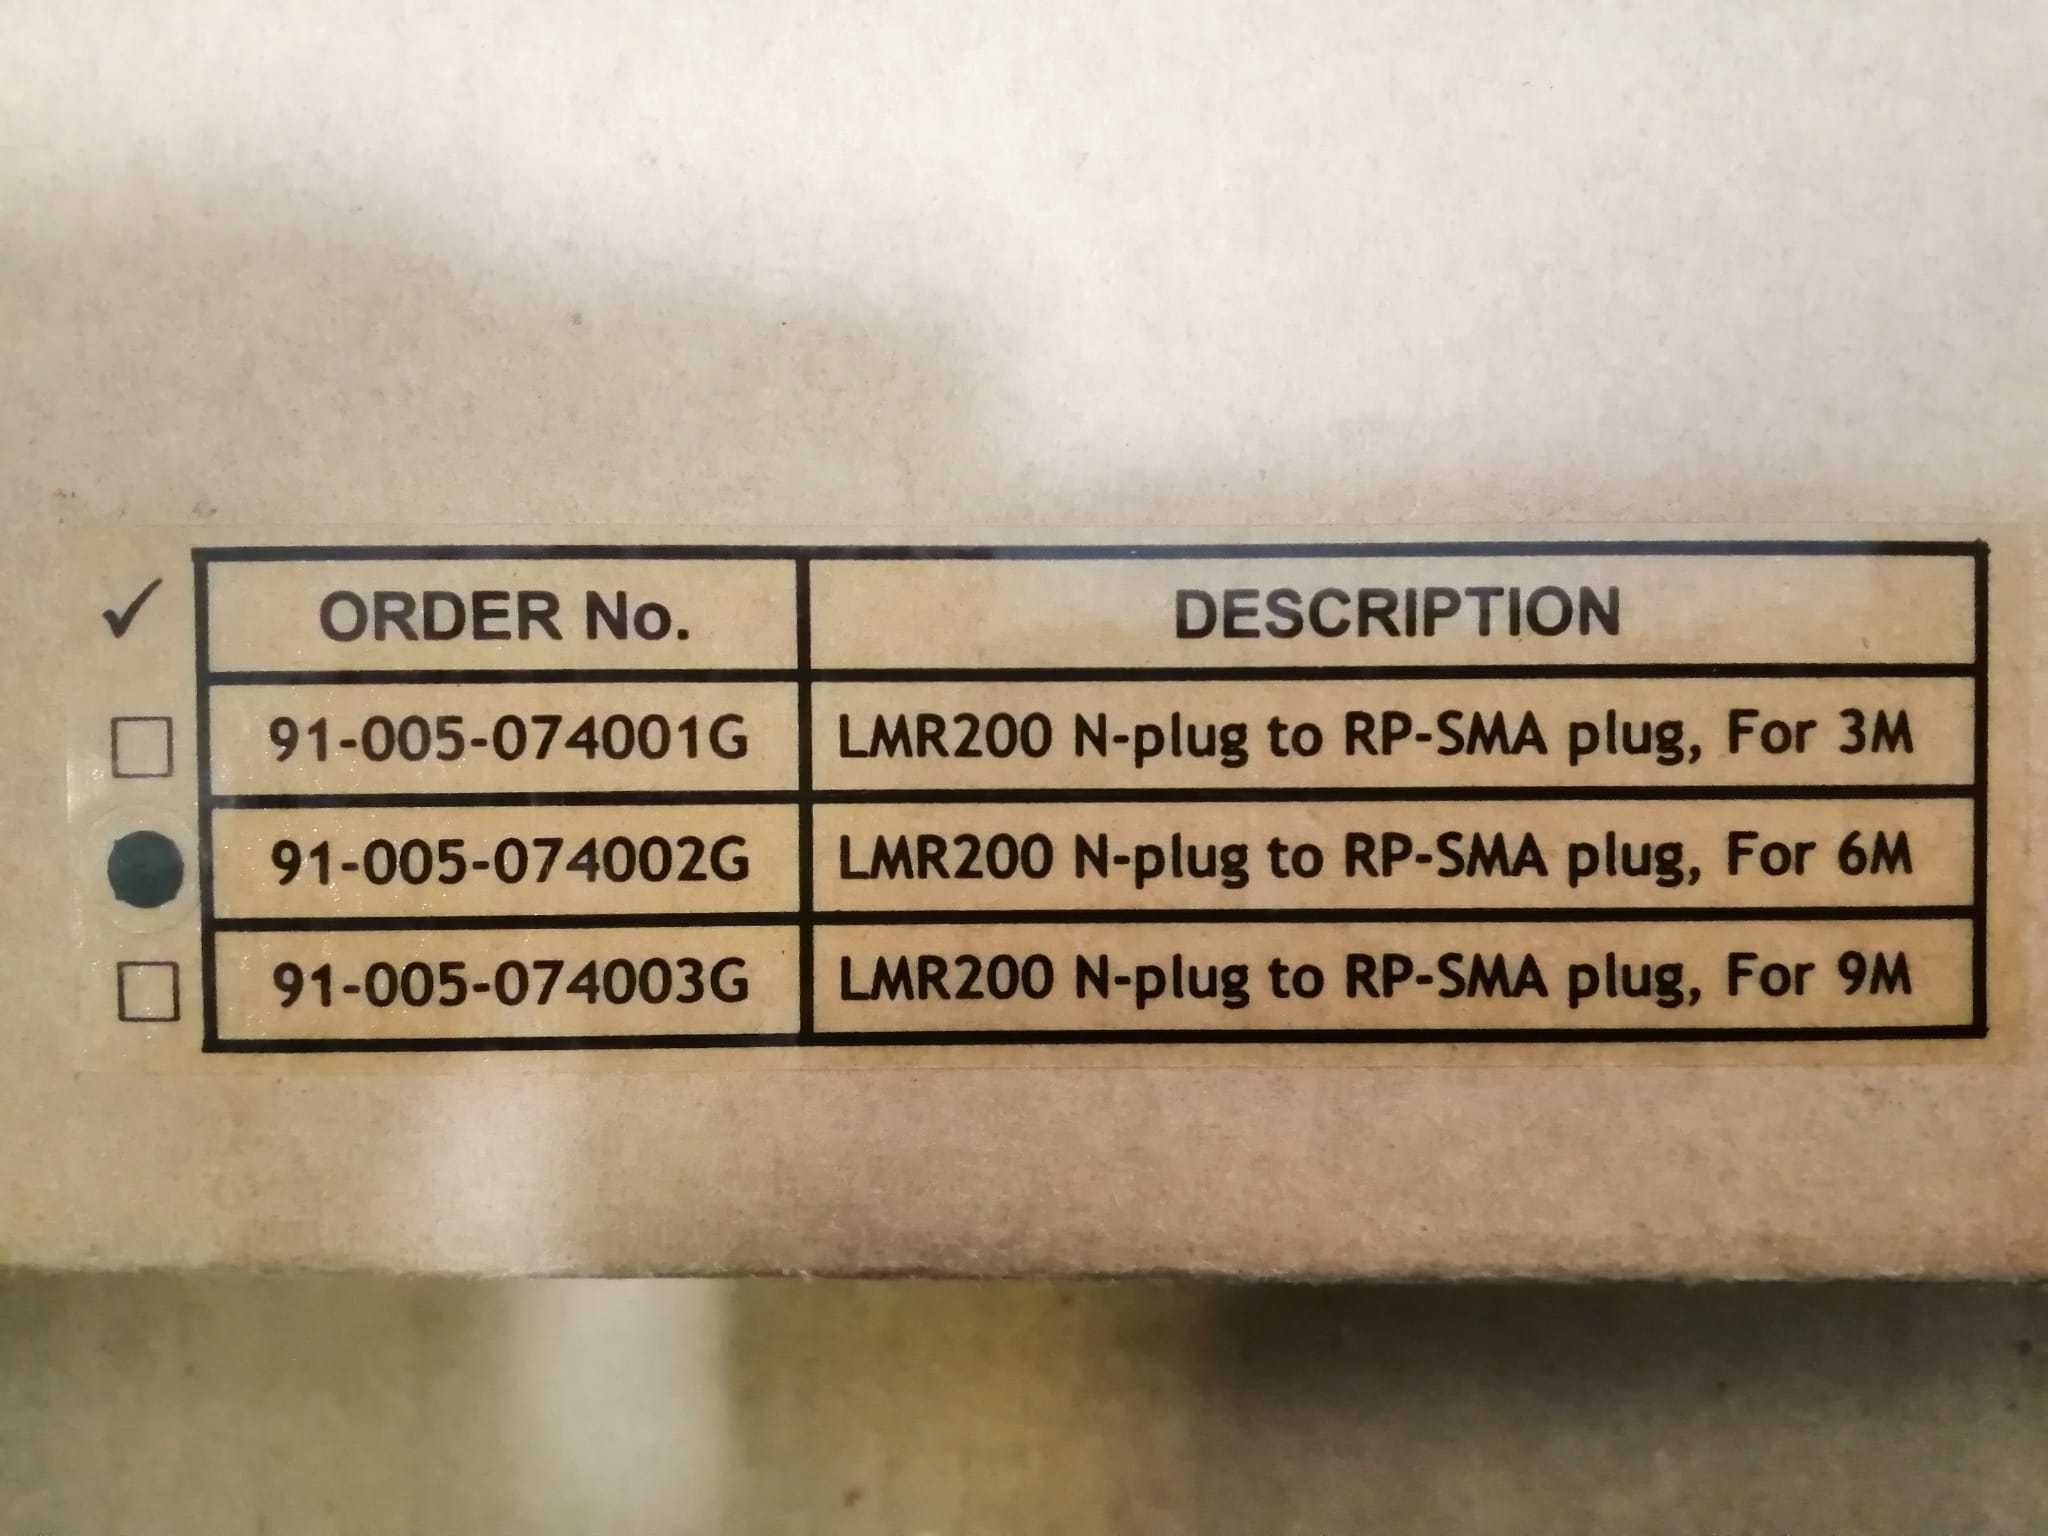 ✓ ORDER No. DESCRIPTION
91-005-074001G LMR200 N-plug to RP-SMA plug, For 3M
91-005-074002G LMR200 N-plug to RP-SMA plug, For 6M
91-005-074003G LMR200 N-plug to RP-SMA plug, For 9M